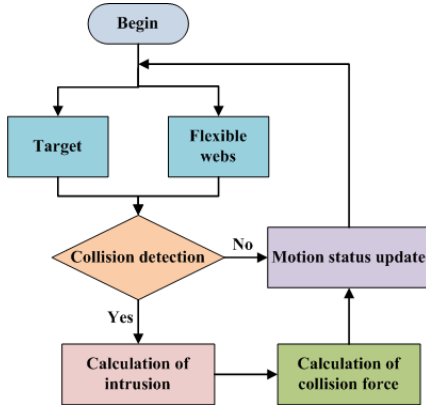 Begin
Target
Flexible
webs
Collision detection
No
Motion status update
Yes
Calculation of
intrusion
Calculation of
collision force